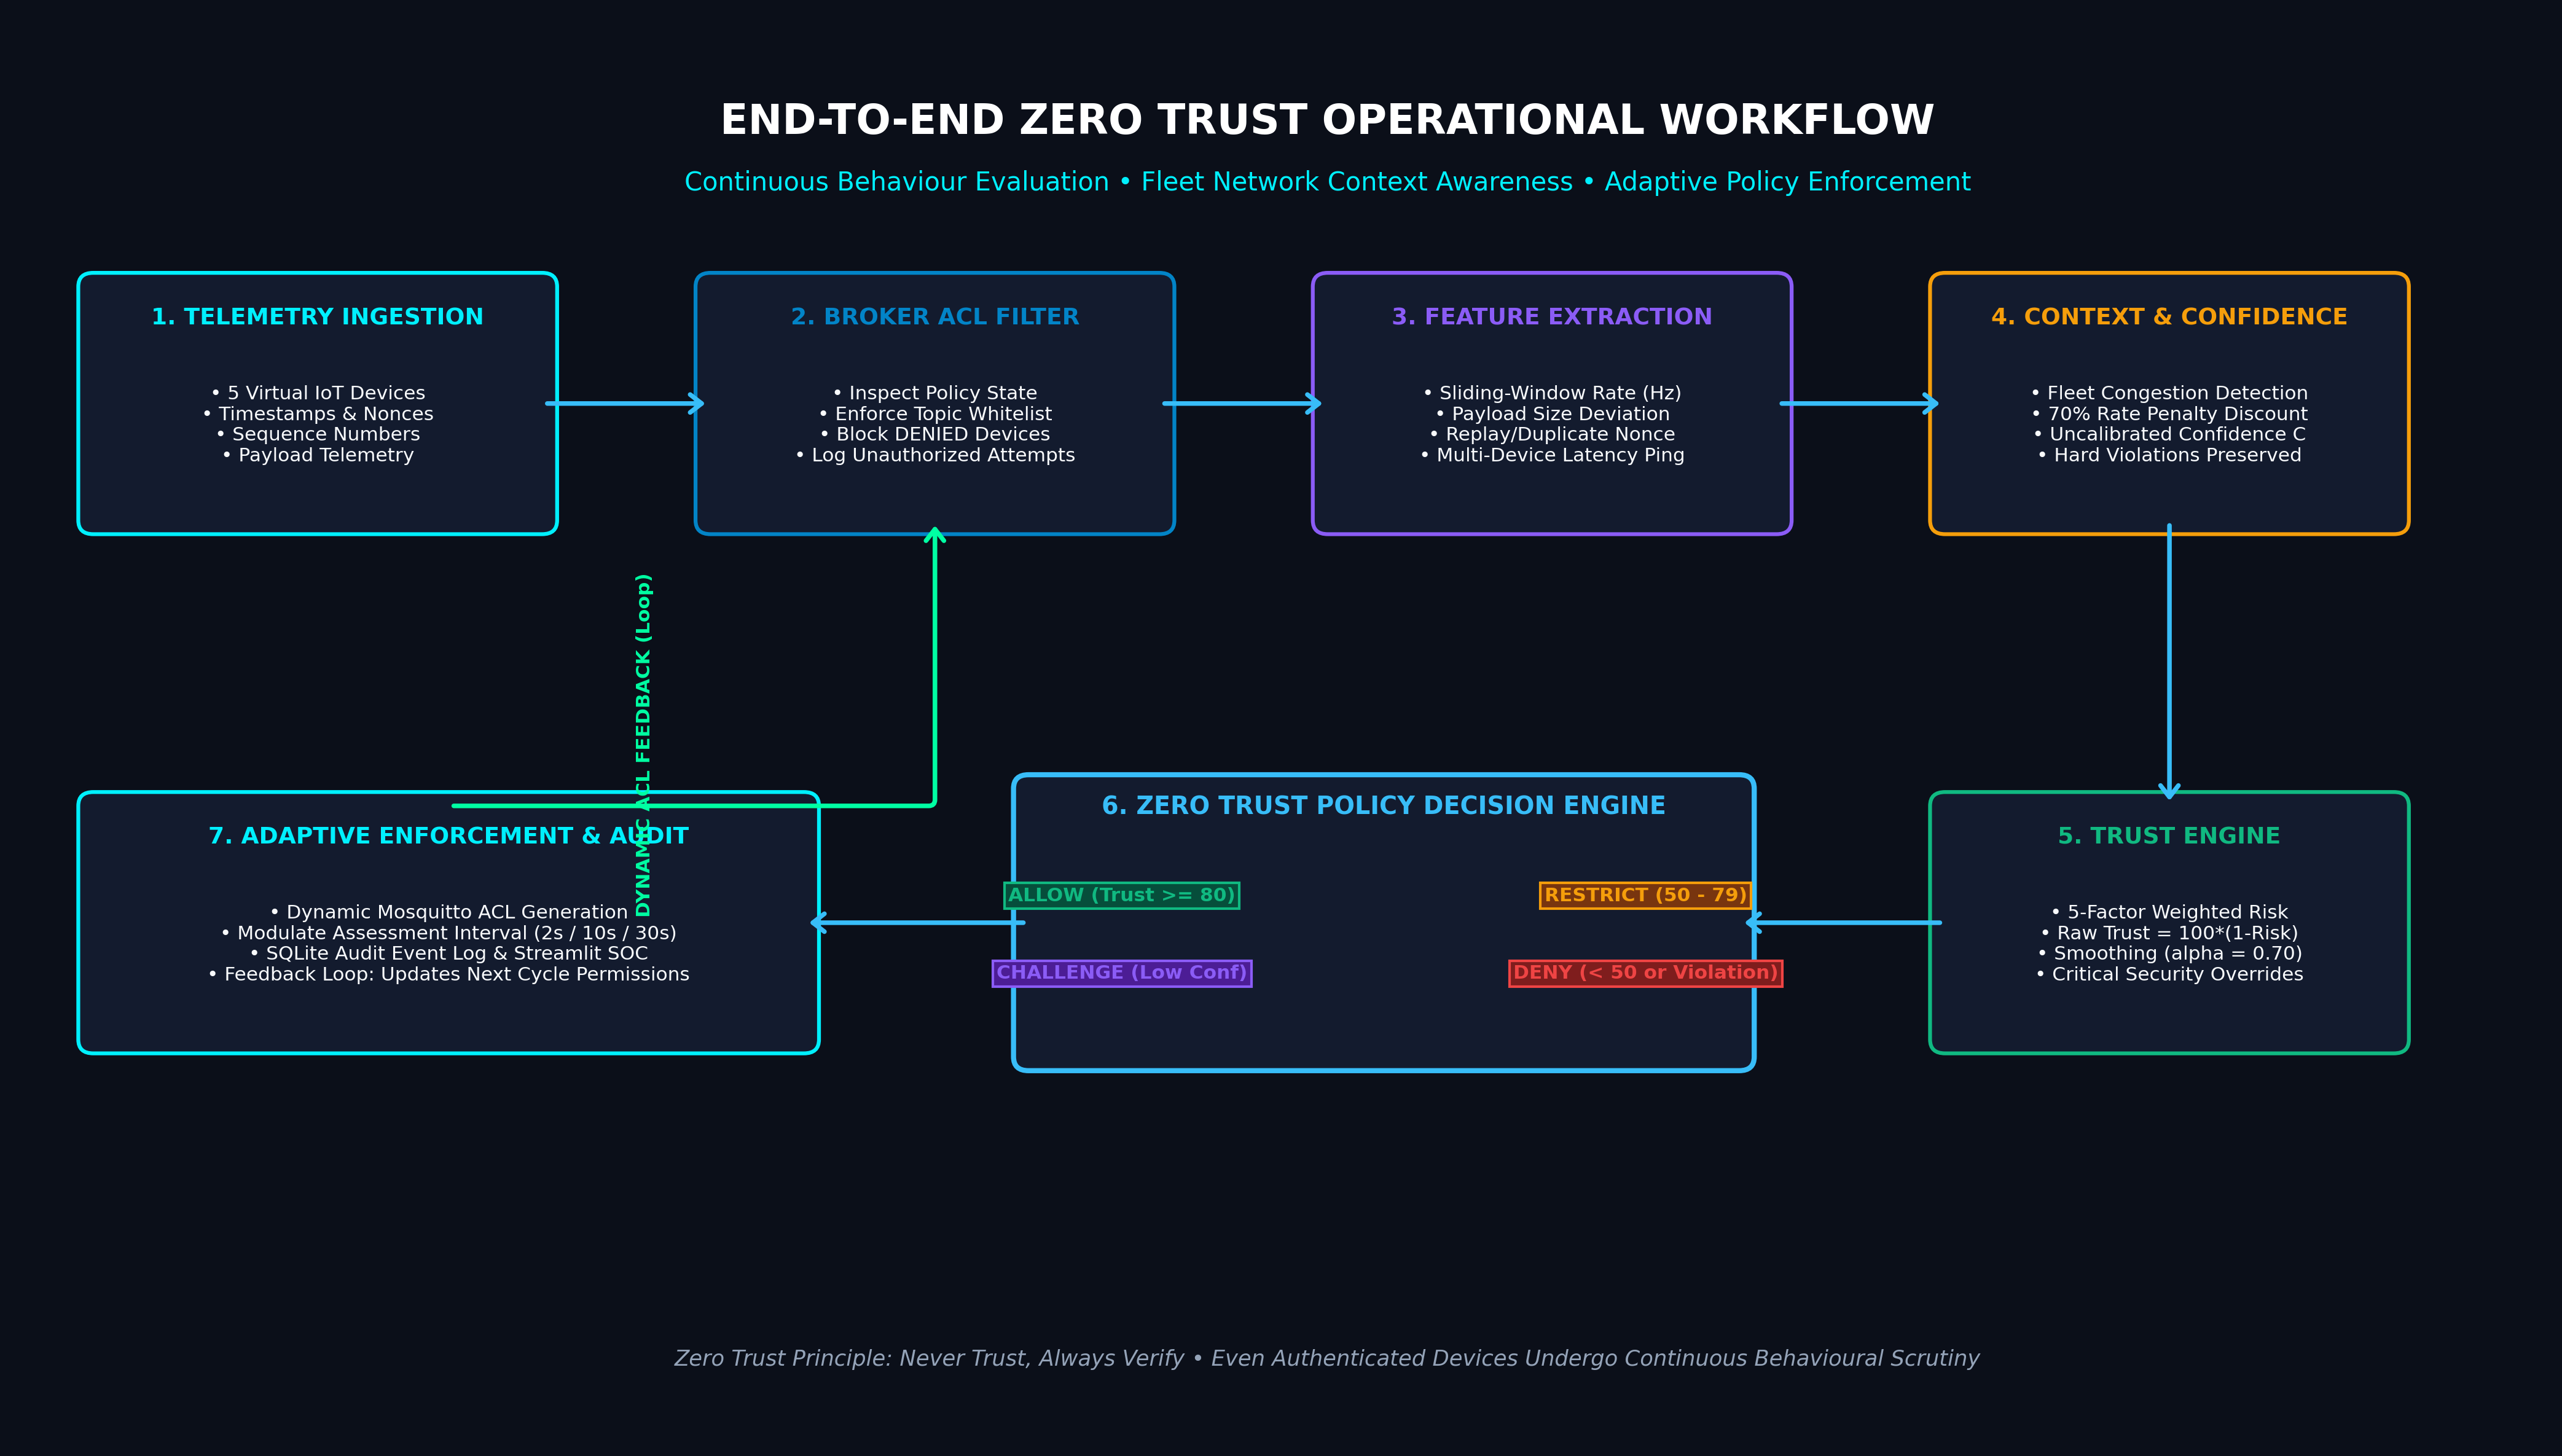 END-TO-END ZERO TRUST OPERATIONAL WORKFLOW
Continuous Behaviour Evaluation • Fleet Network Context Awareness • Adaptive Policy Enforcement
1. TELEMETRY INGESTION
• 5 Virtual IoT Devices
• Timestamps & Nonces
• Sequence Numbers
• Payload Telemetry
2. BROKER ACL FILTER
• Inspect Policy State
• Enforce Topic Whitelist
• Block DENIED Devices
• Log Unauthorized Attempts
3. FEATURE EXTRACTION
• Sliding-Window Rate (Hz)
• Payload Size Deviation
• Replay/Duplicate Nonce
• Multi-Device Latency Ping
4. CONTEXT & CONFIDENCE
• Fleet Congestion Detection
• 70% Rate Penalty Discount
• Uncalibrated Confidence C
• Hard Violations Preserved
5. TRUST ENGINE
• 5-Factor Weighted Risk
• Raw Trust = 100*(1-Risk)
• Smoothing (alpha = 0.70)
• Critical Security Overrides
6. ZERO TRUST POLICY DECISION ENGINE
ALLOW (Trust >= 80)
RESTRICT (50 - 79)
CHALLENGE (Low Conf)
DENY (< 50 or Violation)
7. ADAPTIVE ENFORCEMENT & AUDIT
• Dynamic Mosquitto ACL Generation
• Modulate Assessment Interval (2s / 10s / 30s)
• SQLite Audit Event Log & Streamlit SOC
• Feedback Loop: Updates Next Cycle Permissions
DYNAMIC ACL FEEDBACK (Loop)
Zero Trust Principle: Never Trust, Always Verify • Even Authenticated Devices Undergo Continuous Behavioural Scrutiny